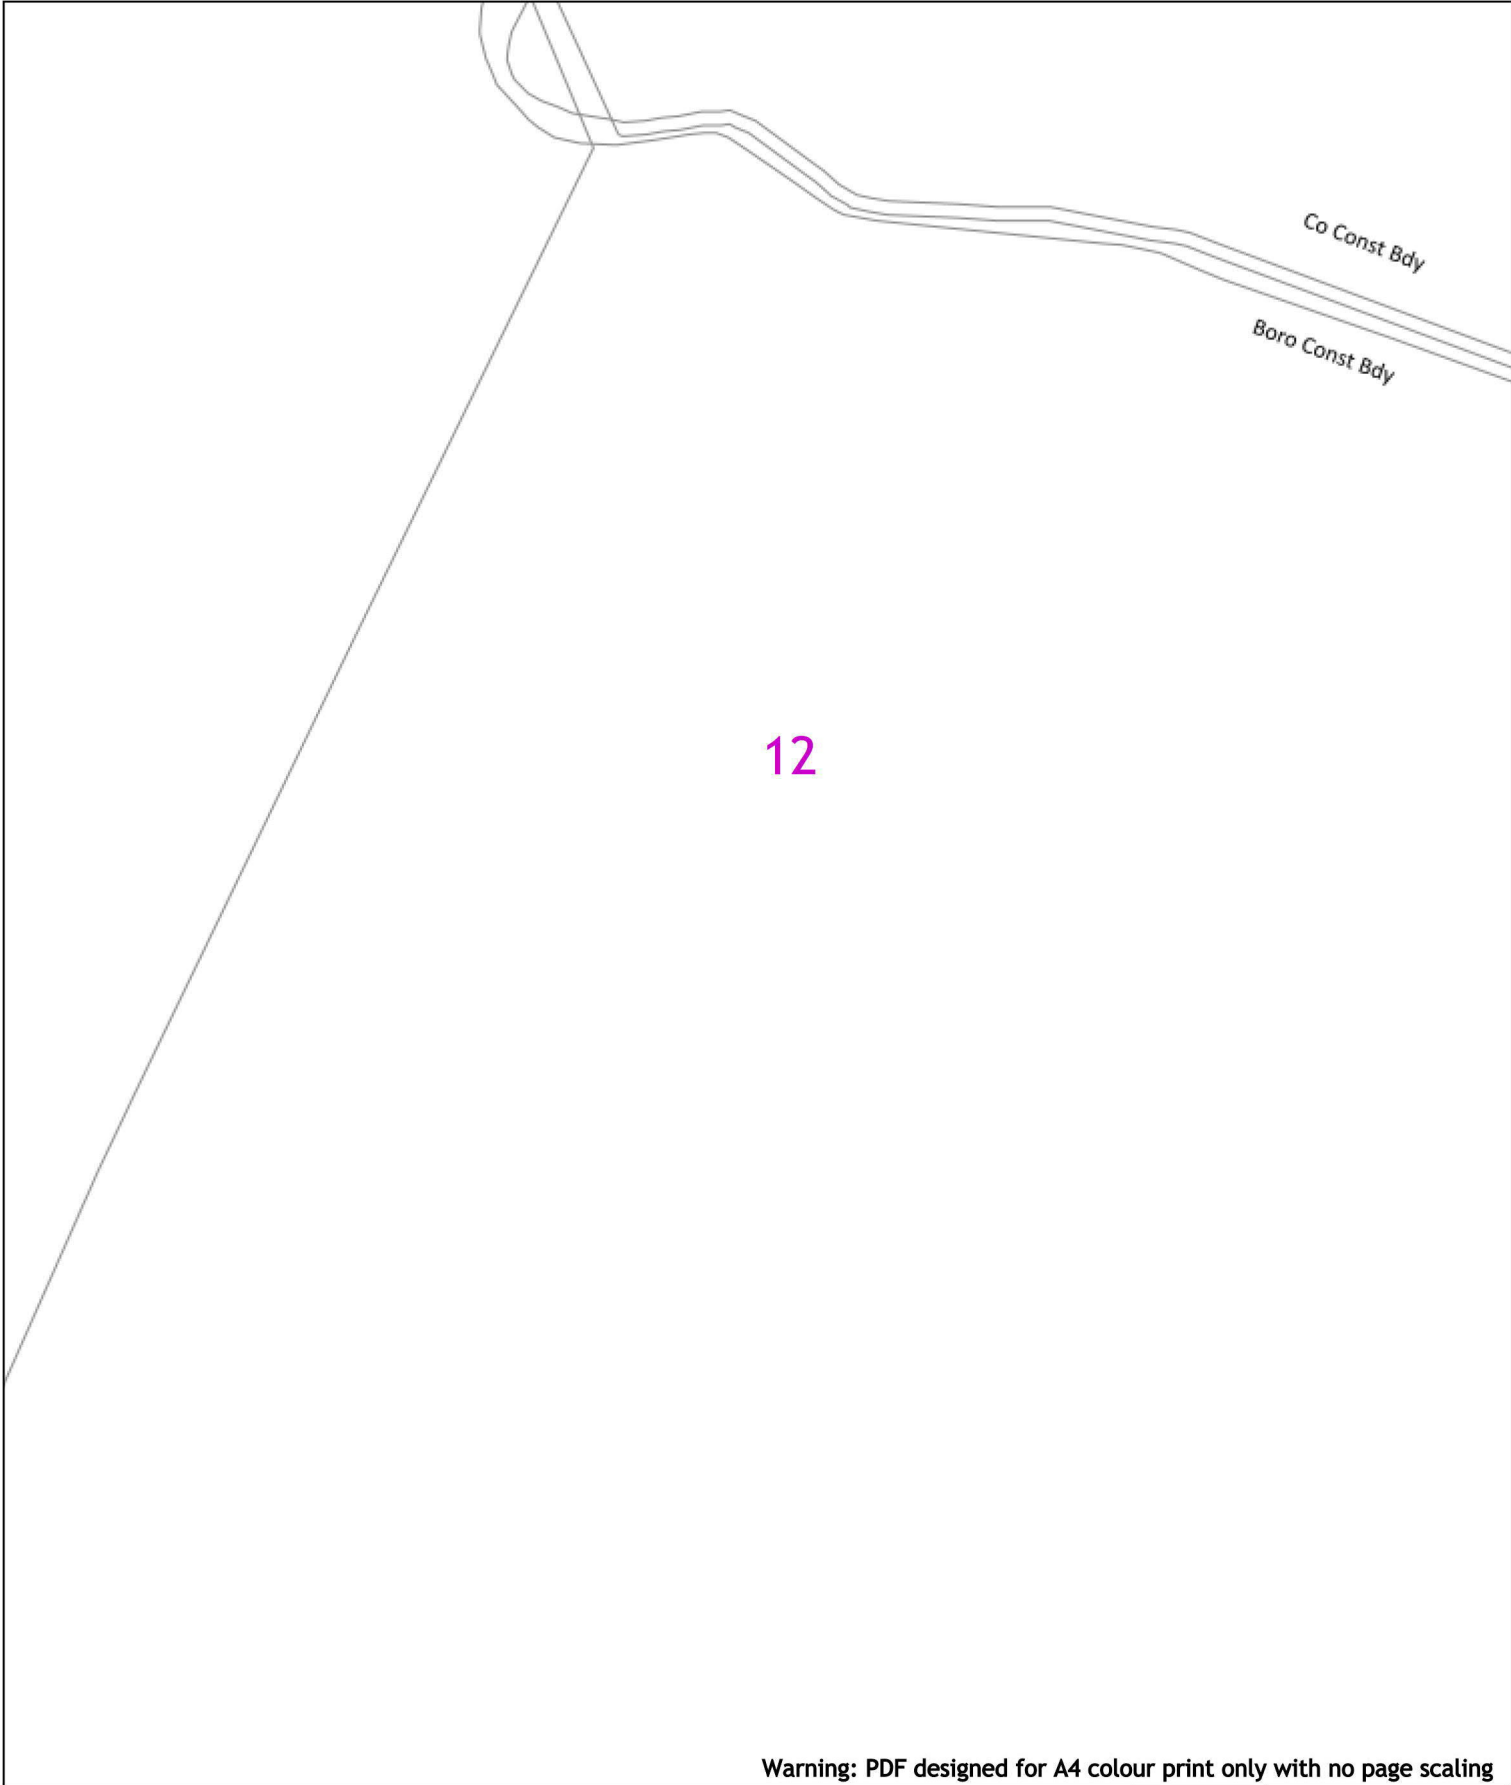 Co Const Bdy
Boro Const Bdy
12
Warning: PDF designed for A4 colour print only with no page scaling